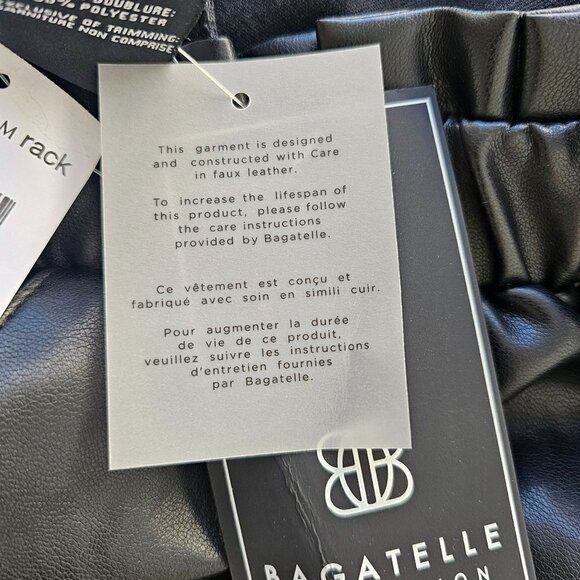 DOUBLURE:
% POLYESTER
OF TRIMMING:
NON COMPRISE
M rack
This garment is designed
and constructed with Care
in faux leather.
To increase the lifespan of
this product, please follow
the care instructions
provided by Bagatelle.
Ce vêtement est conçu et
fabriqué avec soin en simili cuir.
Pour augmenter la durée
de vie de ce produit,
veuillez suivre les instructions
d'entretien fournies
par Bagatelle.
BAGATELLE